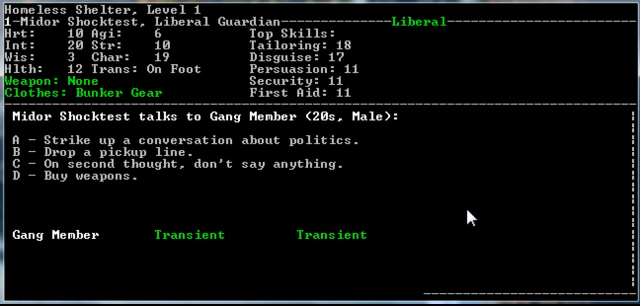 Homeless Shelter, Level 1
1-Midor Shocktest, Liberal Guardian Liberal
Hrt: 10 Agi: 6 Top Skills:
Int: 20 Str: 10 Tailoring: 18
Wis: 3 Char: 19 Disguise: 17
Hlth: 12 Trans: On Foot Persuasion: 11
Weapon: None Security: 11
Clothes: Bunker Gear First Aid: 11
Midor Shocktest talks to Gang Member (20s, Male):
A - Strike up a conversation about politics.
B - Drop a pickup line.
C - On second thought, don't say anything.
D - Buy weapons.
Gang Member Transient Transient